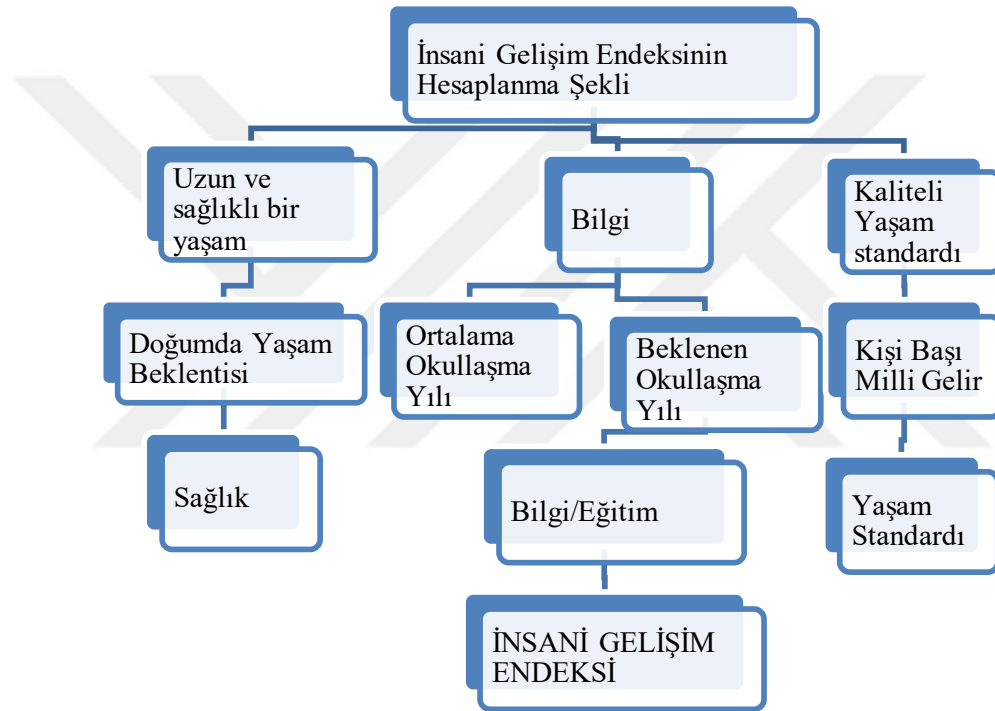 İnsani Gelişim Endeksinin
Hesaplanma Şekli
Uzun ve
sağlıklı bir
yaşam
Bilgi
Kaliteli
Yaşam
standardı
Doğumda Yaşam
Beklentisi
Ortalama
Okullaşma
Yılı
Beklenen
Okullaşma
Yılı
Kişi Başı
Milli Gelir
Sağlık
Bilgi/Eğitim
Yaşam
Standardı
İNSANİ GELİŞİM
ENDEKSİ